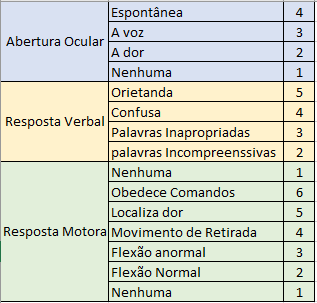 Abertura Ocular
Espontânea 4
A voz 3
A dor 2
Nenhuma 1
Resposta Verbal
Orietanda 5
Confusa 4
Palavras Inapropriadas 3
palavras Incompreenssivas 2
Resposta Motora
Nenhuma 1
Obedece Comandos 6
Localiza dor 5
Movimento de Retirada 4
Flexão anormal 3
Flexão Normal 2
Nenhuma 1